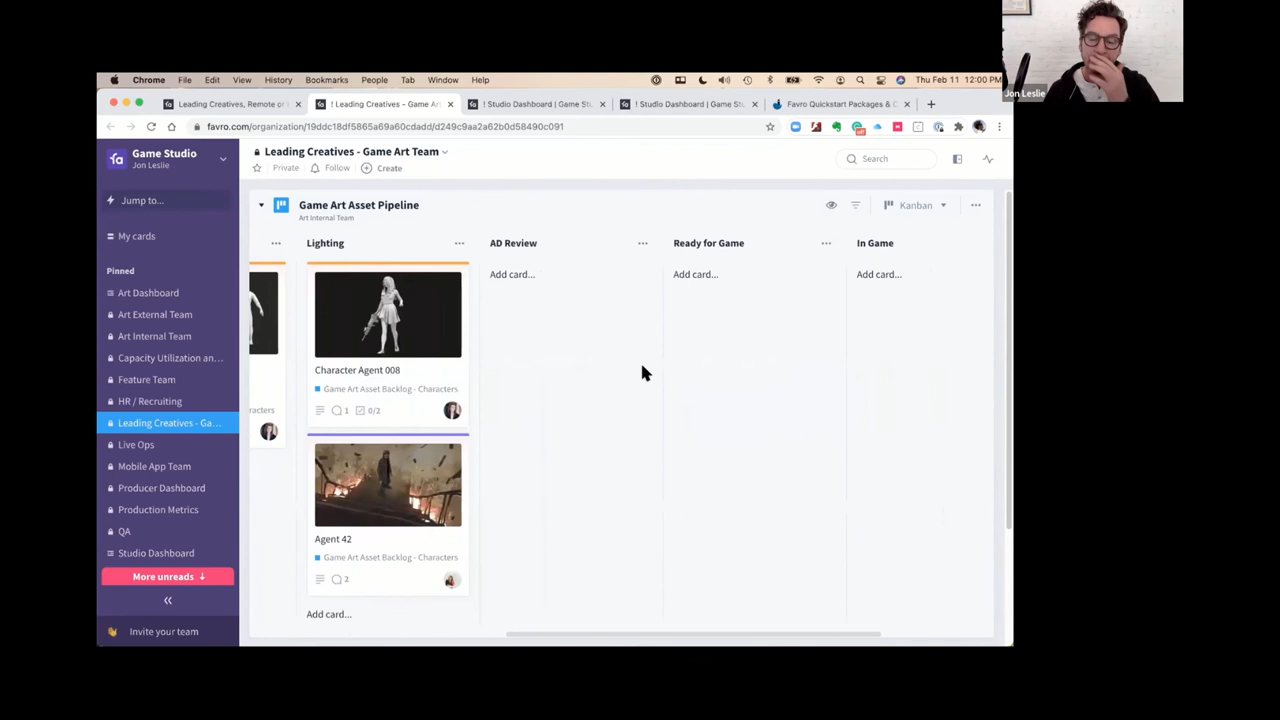 Chrome File Edit View History Bookmarks People Tab Window Help Thu Feb 11 12:00 PM
Jon Leslie
Leading Creatives, Remote or
! Leading Creatives - Game Ar
! Studio Dashboard | Game St
! Studio Dashboard | Game St
Favro Quickstart Packages & C
favro.com/organization/19ddc18df5865a69a60cdadd/d249c9aa2a62b0d58490c091
Game Studio
Jon Leslie
Jump to...
My cards
Pinned
Art Dashboard
Art External Team
Art Internal Team
Capacity Utilization an...
Feature Team
HR / Recruiting
Leading Creatives - Ga...
Live Ops
Mobile App Team
Producer Dashboard
Production Metrics
QA
Studio Dashboard
More unreads ↓
«
Invite your team
Leading Creatives - Game Art Team
Private Follow Create
Search
Game Art Asset Pipeline
Art Internal Team
Kanban
acters
Lighting
Character Agent 008
Game Art Asset Backlog - Characters
1 0/2
Agent 42
Game Art Asset Backlog - Characters
2
Add card...
AD Review
Add card...
Ready for Game
Add card...
In Game
Add card...